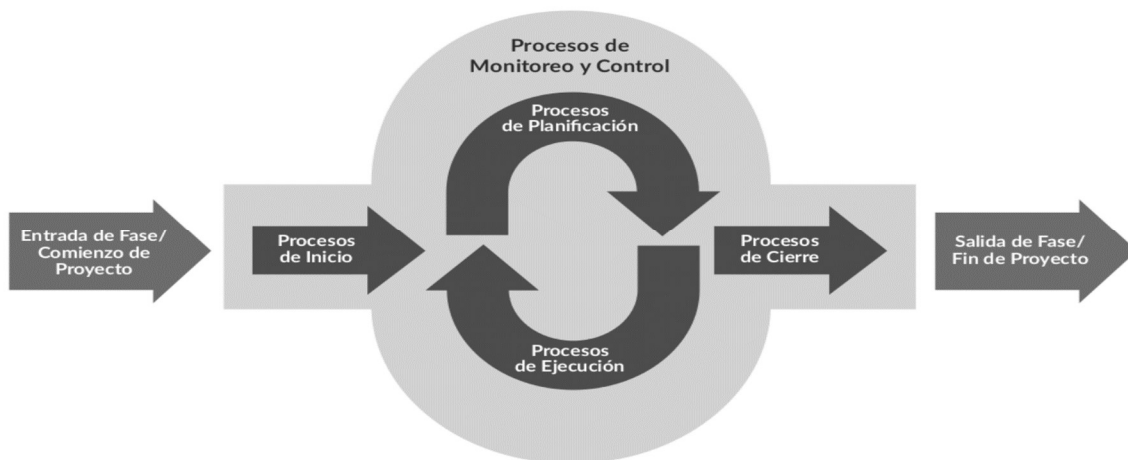 Procesos de
Monitoreo y Control
Procesos
de Planificación
Entrada de Fase/
Comienzo de
Proyecto
Procesos
de Inicio
Procesos
de Cierre
Salida de Fase/
Fin de Proyecto
Procesos
de Ejecución